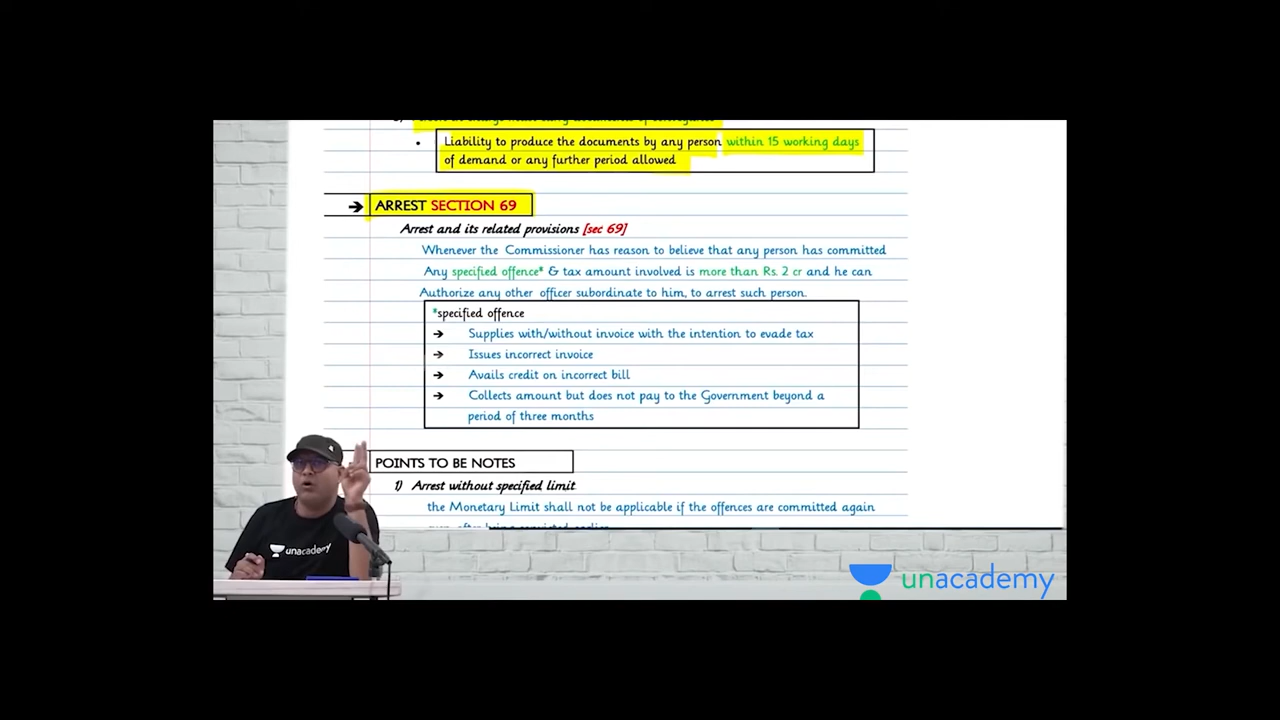 Liability to produce the documents by any person within 15 working days
of demand or any further period allowed
ARREST SECTION 69
Arrest and its related provisions [sec 69]
Whenever the Commissioner has reason to believe that any person has committed
Any specified offence* & tax amount involved is more than Rs. 2 cr and he can
Authorize any other officer subordinate to him, to arrest such person.
*specified offence
➔ Supplies with/without invoice with the intention to evade tax
➔ Issues incorrect invoice
➔ Avails credit on incorrect bill
➔ Collects amount but does not pay to the Government beyond a
period of three months
POINTS TO BE NOTES
1) Arrest without specified limit
the Monetary Limit shall not be applicable if the offences are committed again
unacademy
unacademy